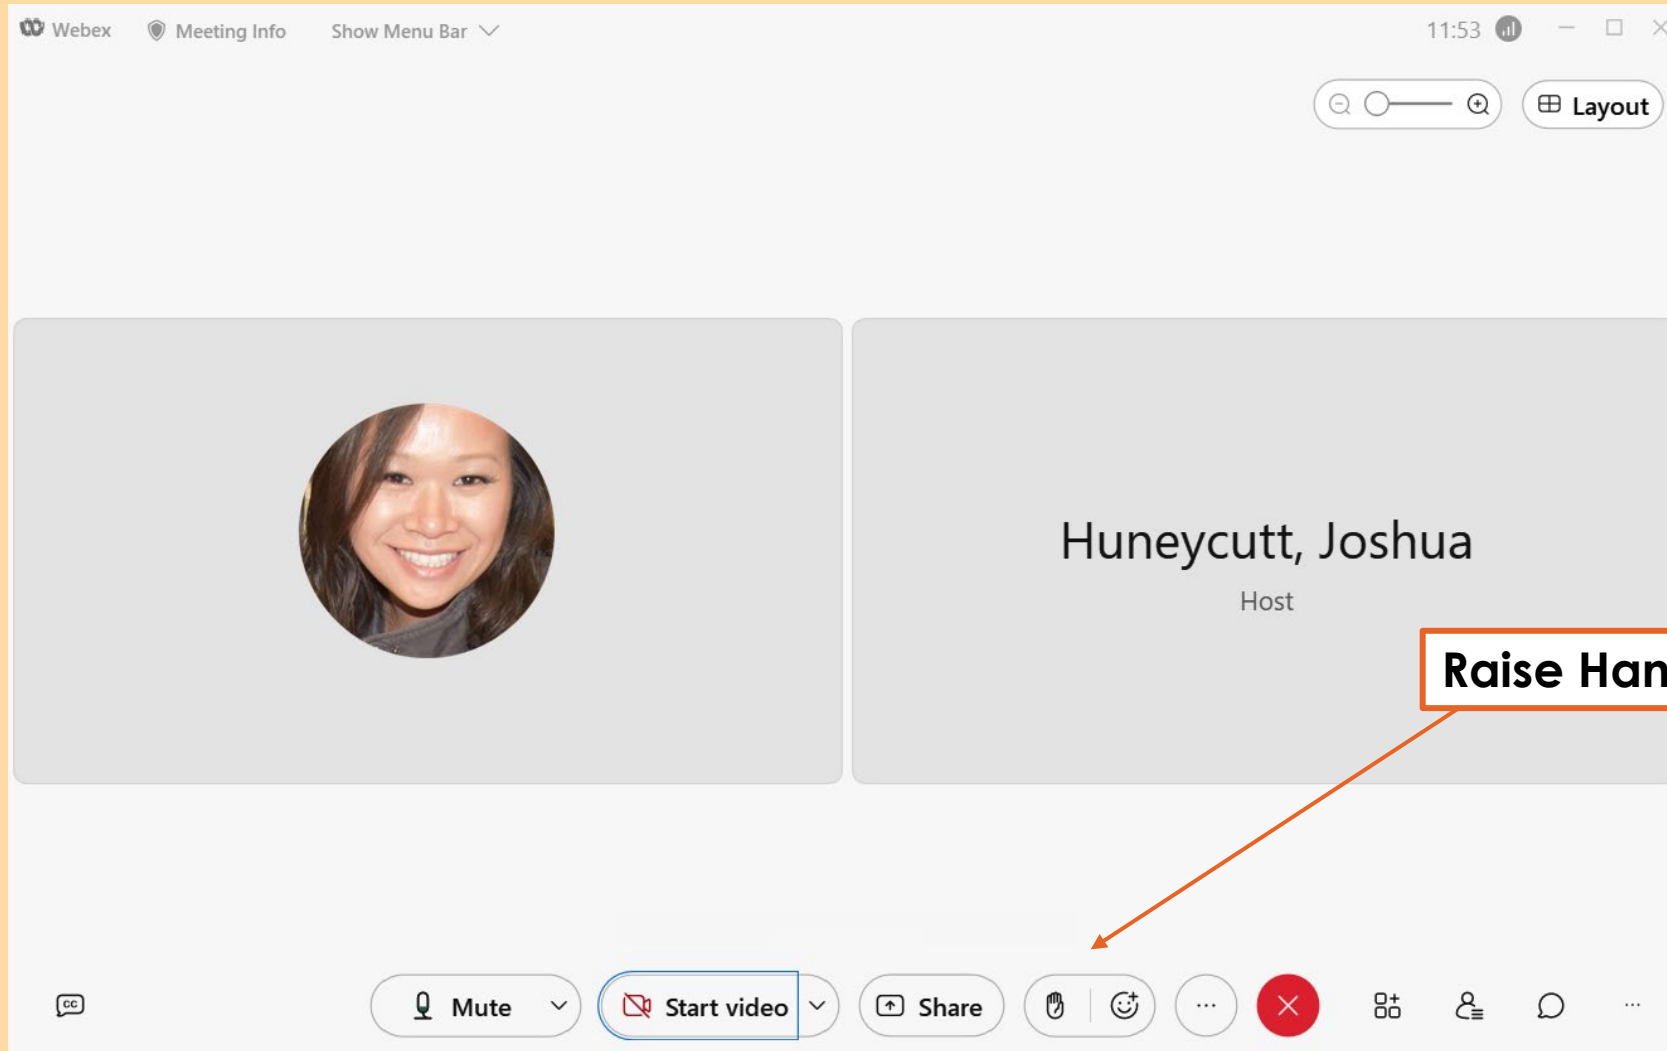 Webex Meeting Info Show Menu Bar 11:53
Layout
Huneycutt, Joshua
Host
Raise Han
CC Mute Start video Share